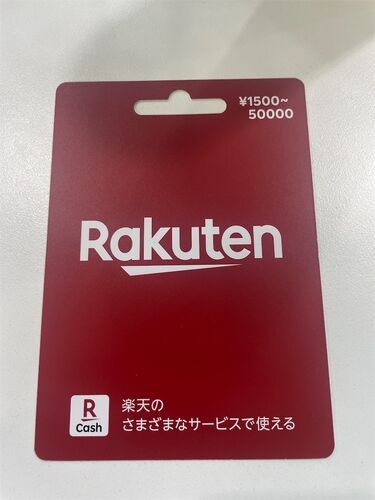 ¥1500~
50000
Rakuten
R
Cash
楽天の
さまざまなサービスで使える